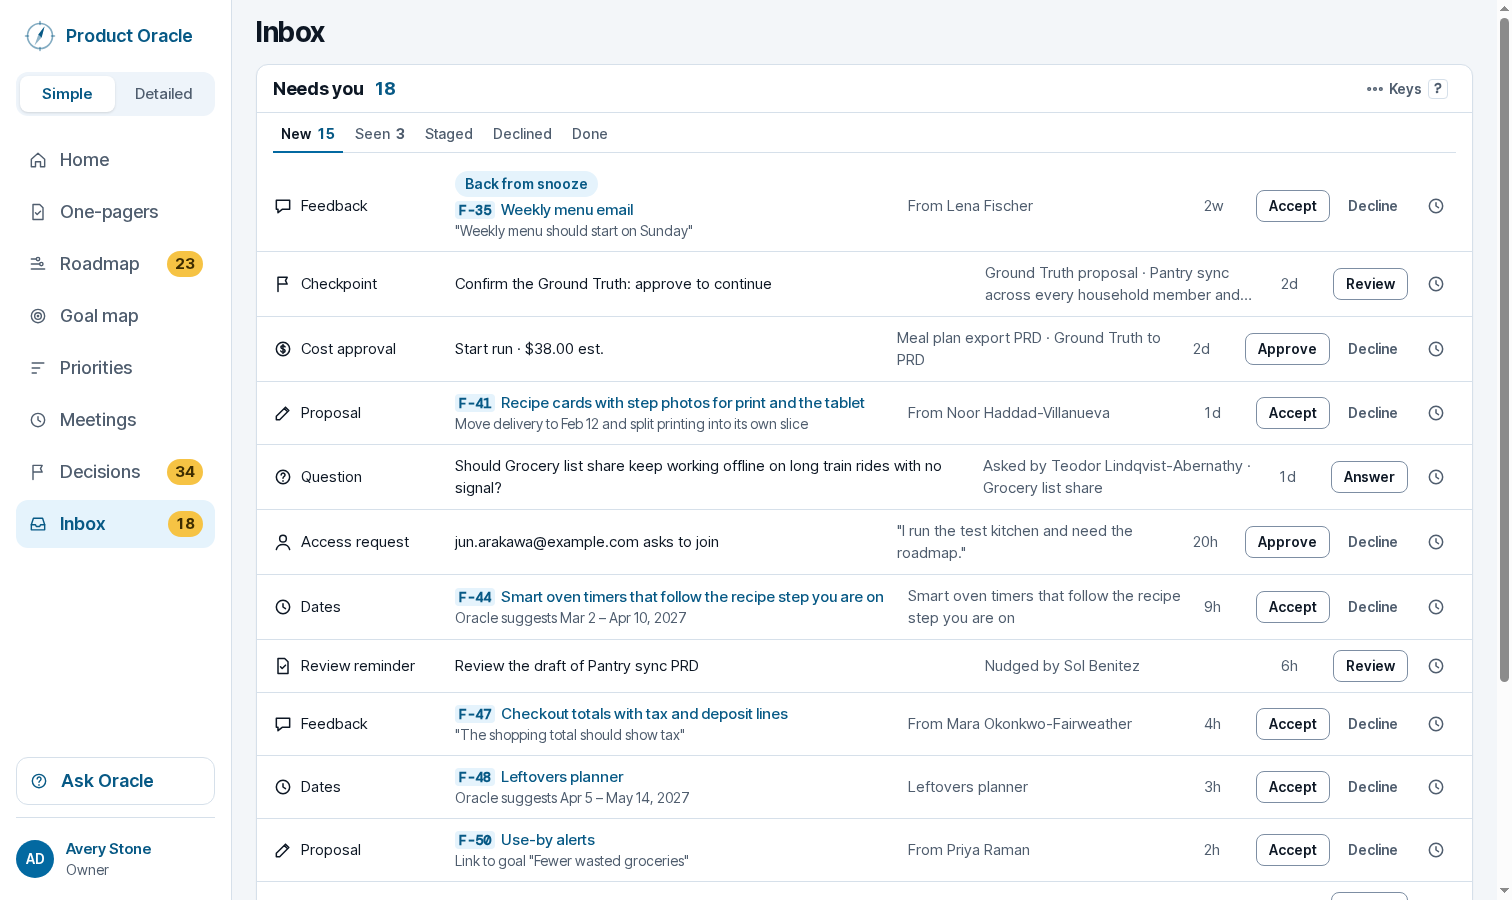 Product Oracle
Simple Detailed
Home
One-pagers
Roadmap 23
Goal map
Priorities
Meetings
Decisions 34
Inbox 18
Ask Oracle
AD
Avery Stone
Owner
Inbox
Needs you 18
••• Keys ?
New 15 Seen 3 Staged Declined Done
Feedback
Back from snooze
F-35 Weekly menu email
"Weekly menu should start on Sunday"
From Lena Fischer
2w
Accept Decline
Checkpoint
Confirm the Ground Truth: approve to continue
Ground Truth proposal · Pantry sync
across every household member and...
2d
Review
Cost approval
Start run · $38.00 est.
Meal plan export PRD · Ground Truth to
PRD
2d
Approve Decline
Proposal
F-41 Recipe cards with step photos for print and the tablet
Move delivery to Feb 12 and split printing into its own slice
From Noor Haddad-Villanueva
1d
Accept Decline
Question
Should Grocery list share keep working offline on long train rides with no
signal?
Asked by Teodor Lindqvist-Abernathy ·
Grocery list share
1d
Answer
Access request
jun.arakawa@example.com asks to join
"I run the test kitchen and need the
roadmap."
20h
Approve Decline
Dates
F-44 Smart oven timers that follow the recipe step you are on
Oracle suggests Mar 2 – Apr 10, 2027
Smart oven timers that follow the recipe
step you are on
9h
Accept Decline
Review reminder
Review the draft of Pantry sync PRD
Nudged by Sol Benitez
6h
Review
Feedback
F-47 Checkout totals with tax and deposit lines
"The shopping total should show tax"
From Mara Okonkwo-Fairweather
4h
Accept Decline
Dates
F-48 Leftovers planner
Oracle suggests Apr 5 – May 14, 2027
Leftovers planner
3h
Accept Decline
Proposal
F-50 Use-by alerts
Link to goal "Fewer wasted groceries"
From Priya Raman
2h
Accept Decline